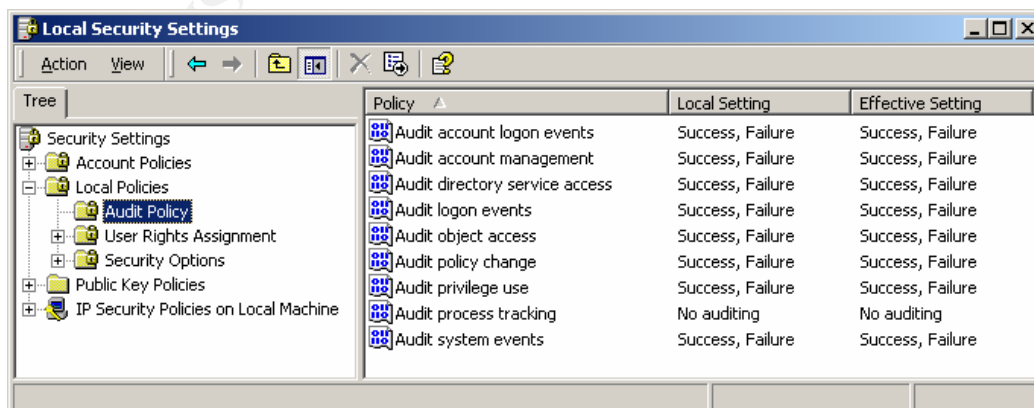 Local Security Settings
Action View
Tree
Security Settings
Account Policies
Local Policies
Audit Policy
User Rights Assignment
Security Options
Public Key Policies
IP Security Policies on Local Machine
Policy Local Setting Effective Setting
Audit account logon events Success, Failure Success, Failure
Audit account management Success, Failure Success, Failure
Audit directory service access Success, Failure Success, Failure
Audit logon events Success, Failure Success, Failure
Audit object access Success, Failure Success, Failure
Audit policy change Success, Failure Success, Failure
Audit privilege use Success, Failure Success, Failure
Audit process tracking No auditing No auditing
Audit system events Success, Failure Success, Failure